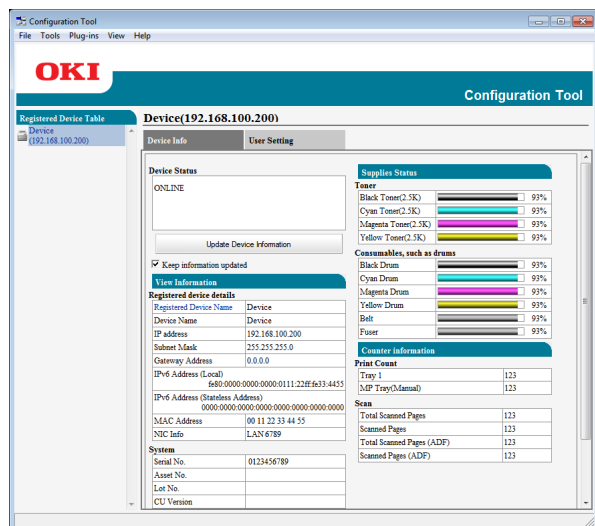 Configuration Tool
File Tools Plug-ins View Help
OKI
Configuration Tool
Registered Device Table
Device
(192.168.100.200)
Device(192.168.100.200)
Device Info
User Setting
Device Status
ONLINE
Update Device Information
Keep information updated
View Information
Registered device details
Registered Device Name Device
Device Name Device
IP address 192.168.100.200
Subnet Mask 255.255.255.0
Gateway Address 0.0.0.0
IPv6 Address (Local)
fe80:0000:0000:0000:0111:22ff:fe33:4455
IPv6 Address (Stateless Address)
0000:0000:0000:0000:0000:0000:0000:0000
MAC Address 00 11 22 33 44 55
NIC Info LAN 6789
System
Serial No. 0123456789
Asset No.
Lot No.
CU Version
Supplies Status
Toner
Black Toner(2.5K) 93%
Cyan Toner(2.5K) 93%
Magenta Toner(2.5K) 93%
Yellow Toner(2.5K) 93%
Consumables, such as drums
Black Drum 93%
Cyan Drum 93%
Magenta Drum 93%
Yellow Drum 93%
Belt 93%
Fuser 93%
Counter information
Print Count
Tray 1 123
MP Tray(Manual) 123
Scan
Total Scanned Pages 123
Scanned Pages 123
Total Scanned Pages (ADF) 123
Scanned Pages (ADF) 123